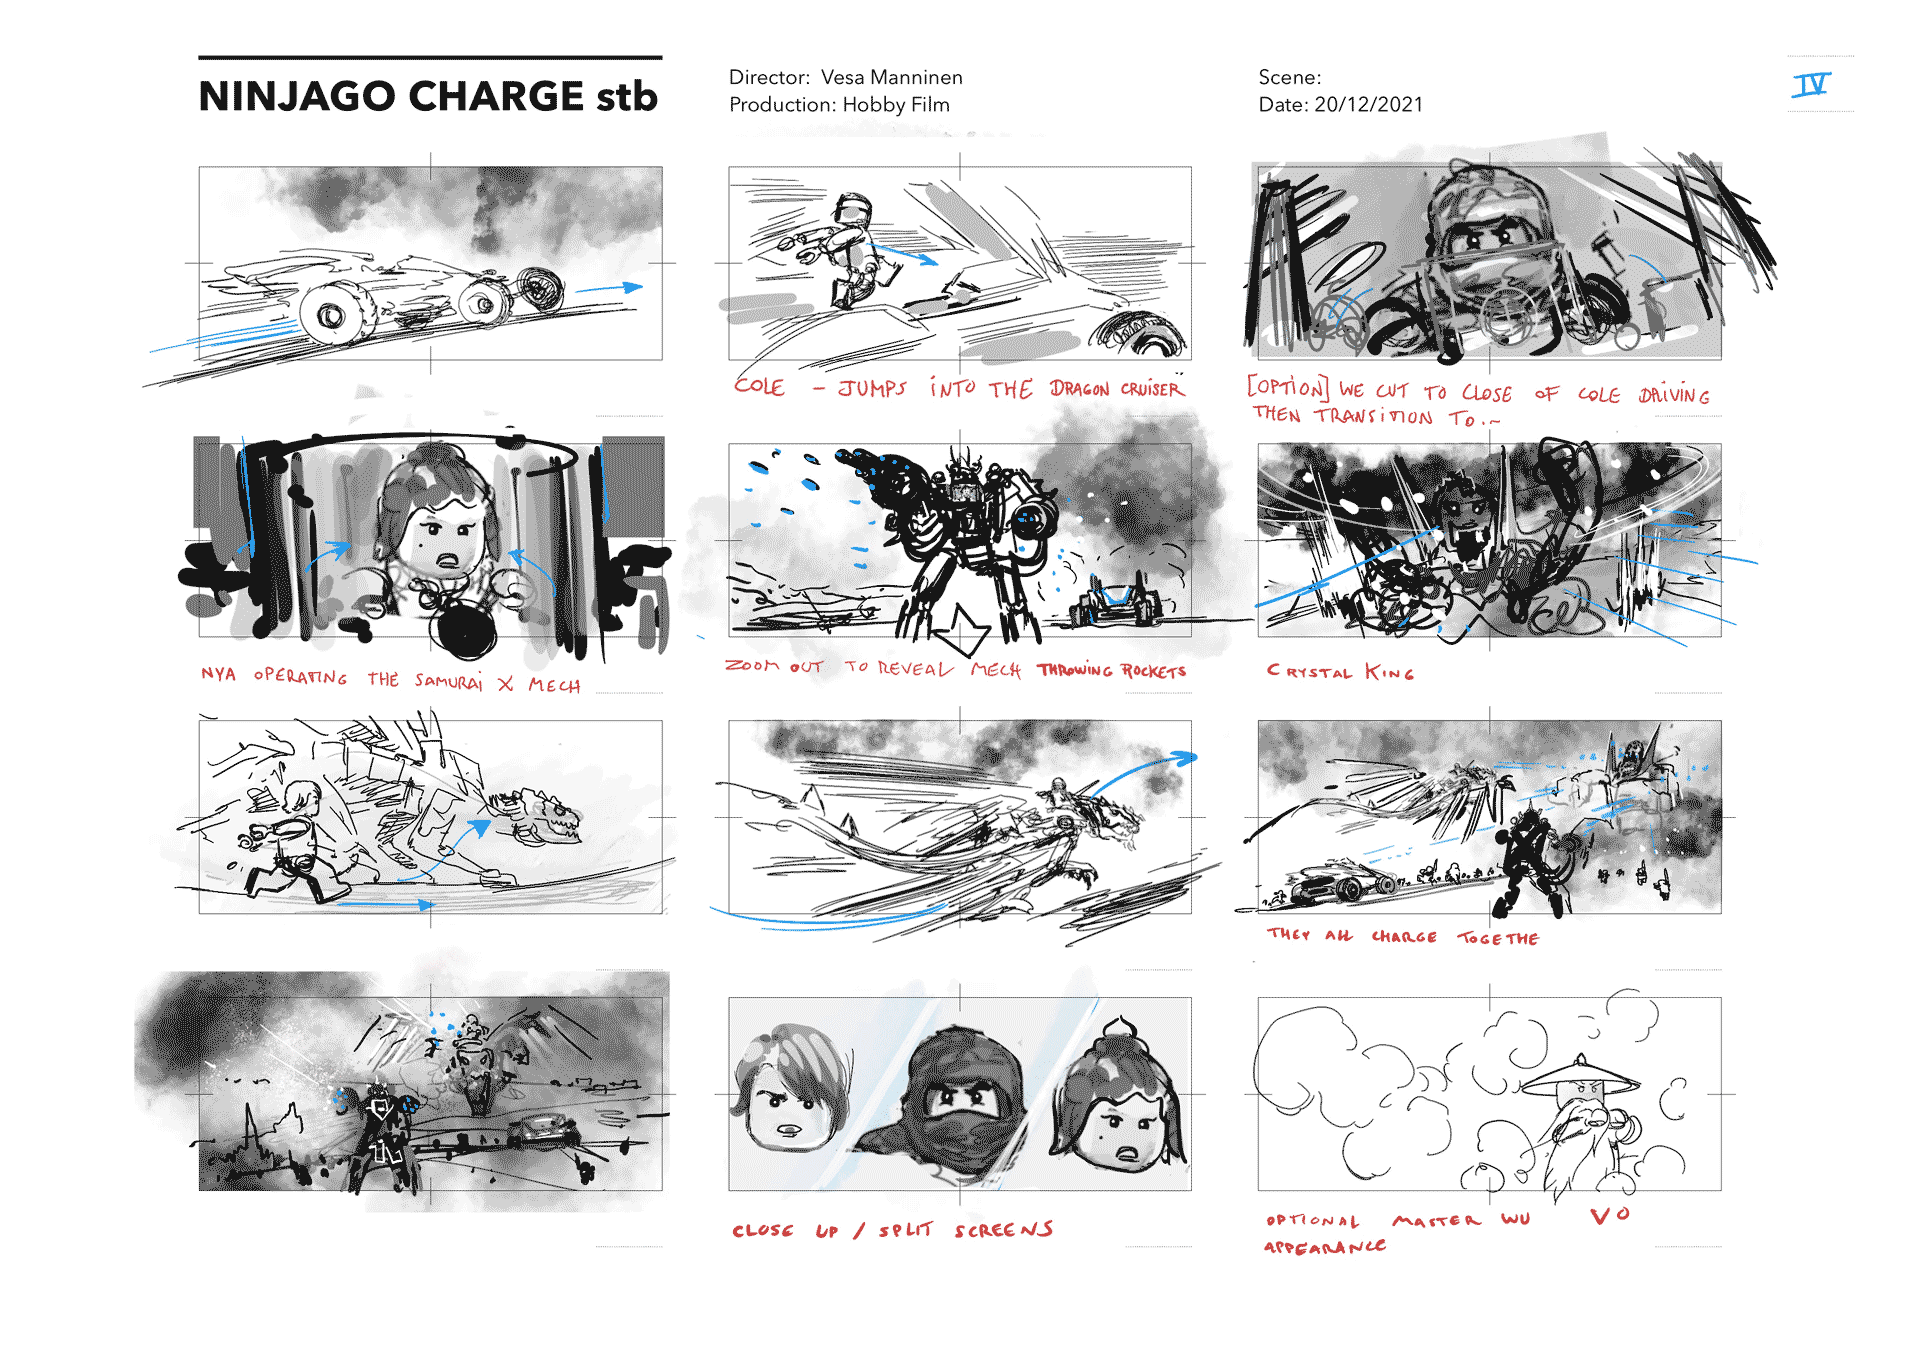 NINJAGO CHARGE stb
Director: Vesa Manninen
Production: Hobby Film
Scene:
Date: 20/12/2021
IV
COLE – JUMPS INTO THE DRAGON CRUISER
[OPTION] WE CUT TO CLOSE OF COLE DRIVING
THEN TRANSITION TO.~
NYA OPERATING THE SAMURAI X MECH
ZOOM OUT TO REVEAL MECH THROWING ROCKETS
CRYSTAL KING
THEY ALL CHARGE TOGETHE
CLOSE UP / SPLIT SCREENS
OPTIONAL MASTER WU VO
APPEARANCE